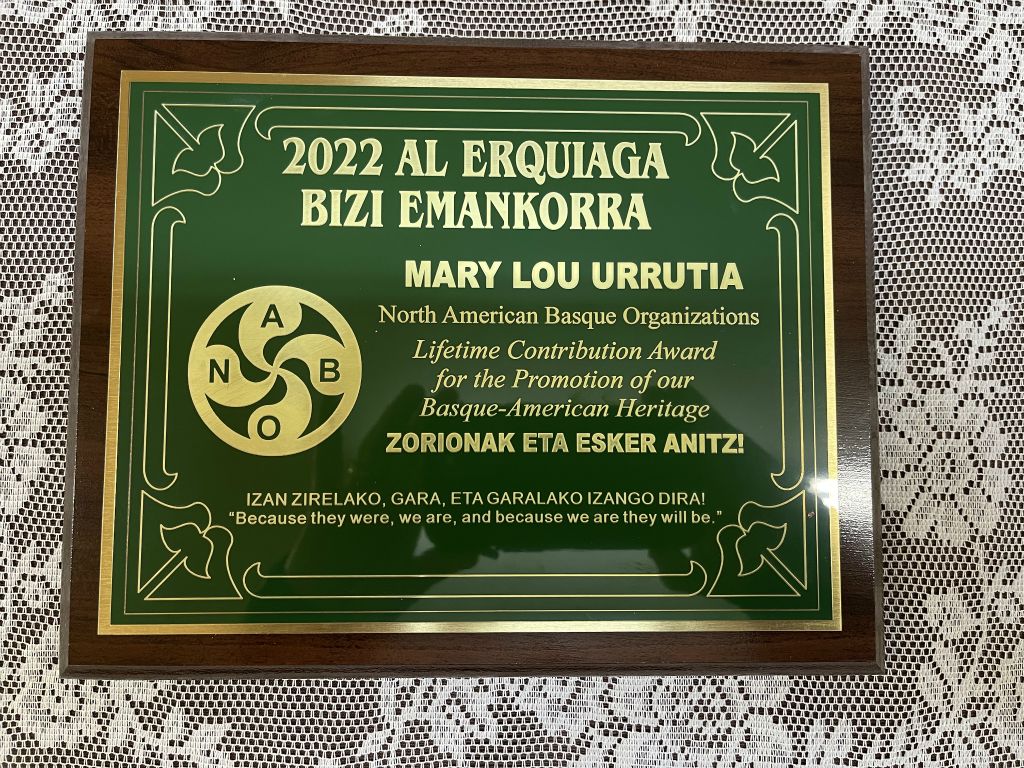 2022 AL ERQUIAGA
BIZI EMANKORRA
MARY LOU URRUTIA
North American Basque Organizations
Lifetime Contribution Award
for the Promotion of our
Basque-American Heritage
ZORIONAK ETA ESKER ANITZ!
N A B O
IZAN ZIRELAKO, GARA, ETA GARALAKO IZANGO DIRA!
“Because they were, we are, and because we are they will be.”